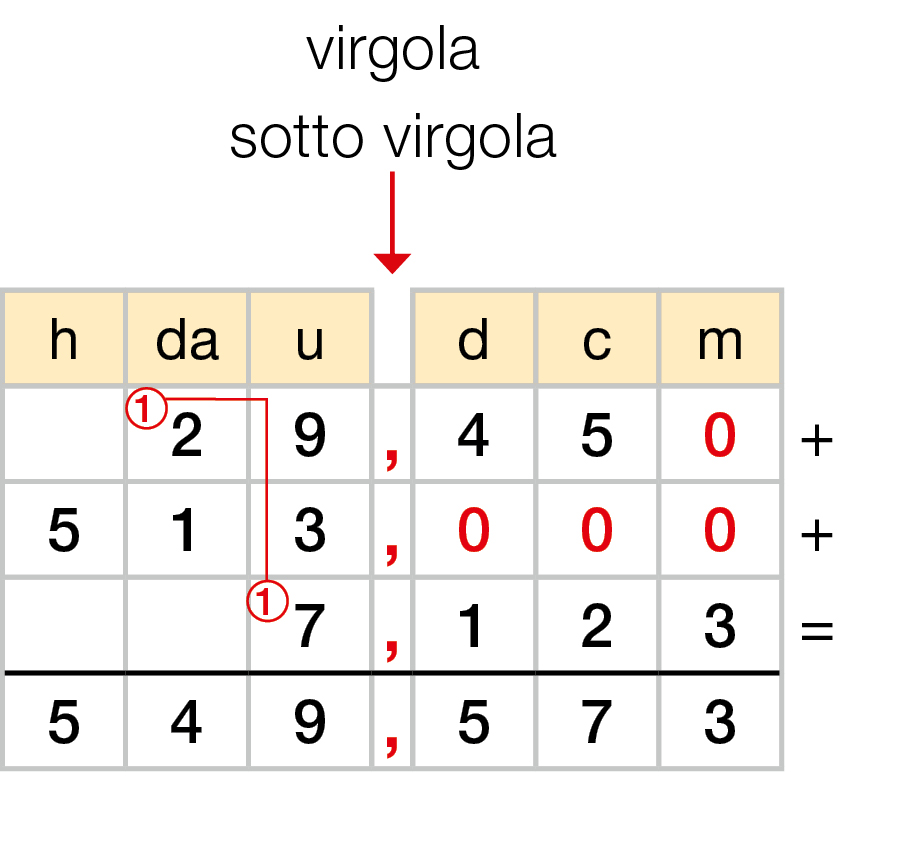 virgola
sotto virgola
h da u d c m
1 2 9 , 4 5 0 +
5 1 3 , 0 0 0 +
1 7 , 1 2 3 =
5 4 9 , 5 7 3